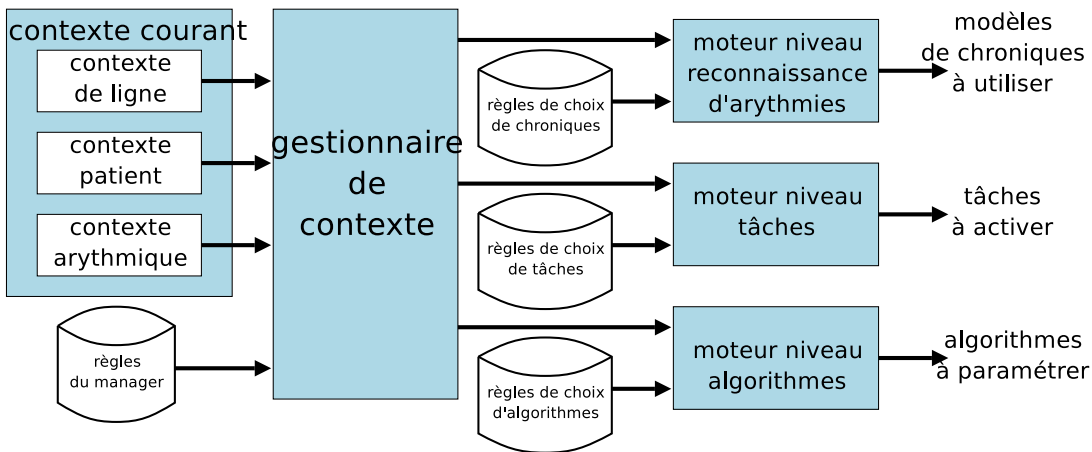 contexte courant
contexte
de ligne
contexte
patient
contexte
arythmique
règles
du manager
gestionnaire
de
contexte
règles de choix
de chroniques
règles de choix
de tâches
règles de choix
d'algorithmes
moteur niveau
reconnaissance
d'arythmies
moteur niveau
tâches
moteur niveau
algorithmes
modèles
de chroniques
à utiliser
tâches
à activer
algorithmes
à paramétrer